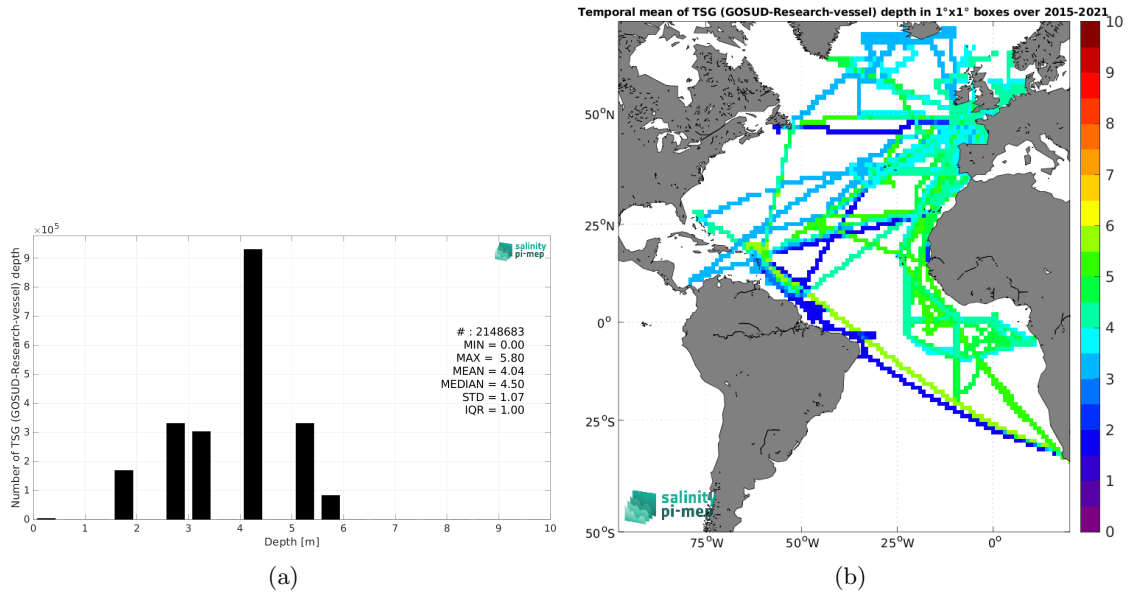 ×10⁵
Number of TSG (GOSUD-Research-vessel) depth
9
8
7
6
5
4
3
2
1
0
salinity
pi-mep
# : 2148683
MIN = 0.00
MAX = 5.80
MEAN = 4.04
MEDIAN = 4.50
STD = 1.07
IQR = 1.00
0 1 2 3 4 5 6 7 8 9 10
Depth [m]
(a)
Temporal mean of TSG (GOSUD-Research-vessel) depth in 1°x1° boxes over 2015-2021
50°N
25°N
0°
25°S
50°S
75°W 50°W 25°W 0°
salinity
pi-mep
10
9
8
7
6
5
4
3
2
1
0
(b)